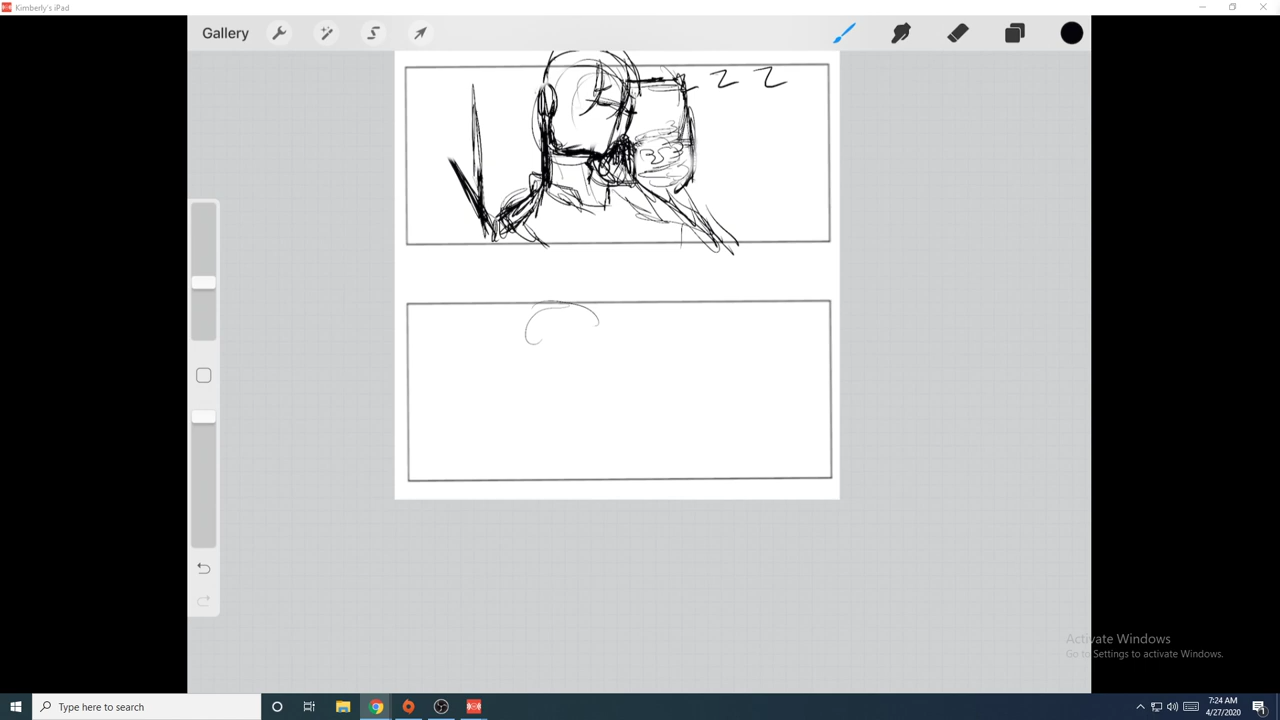 Kimberly's iPad
Gallery
Z Z
Activate Windows
Go to Settings to activate Windows.
Type here to search
7:24 AM
4/27/2020
1